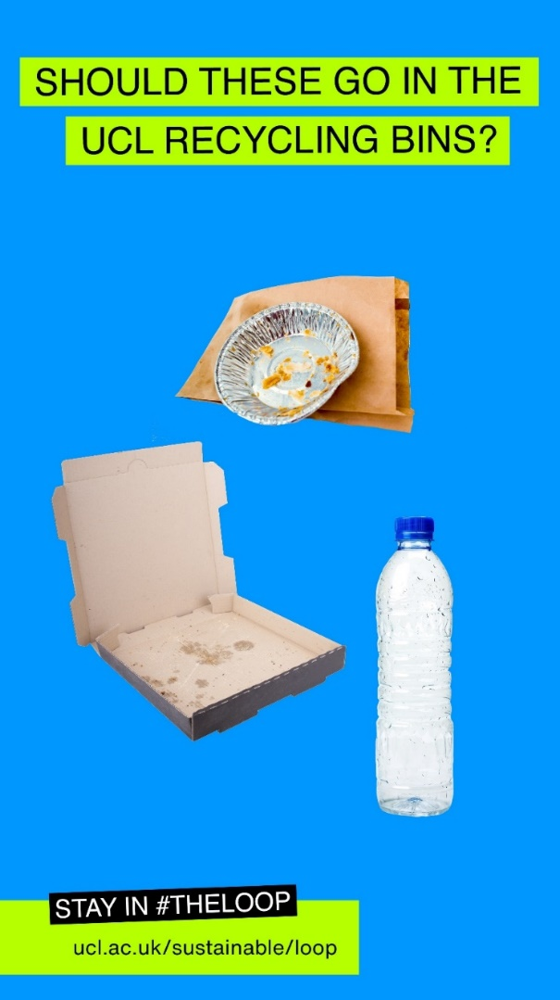 SHOULD THESE GO IN THE
UCL RECYCLING BINS?
STAY IN #THELOOP
ucl.ac.uk/sustainable/loop